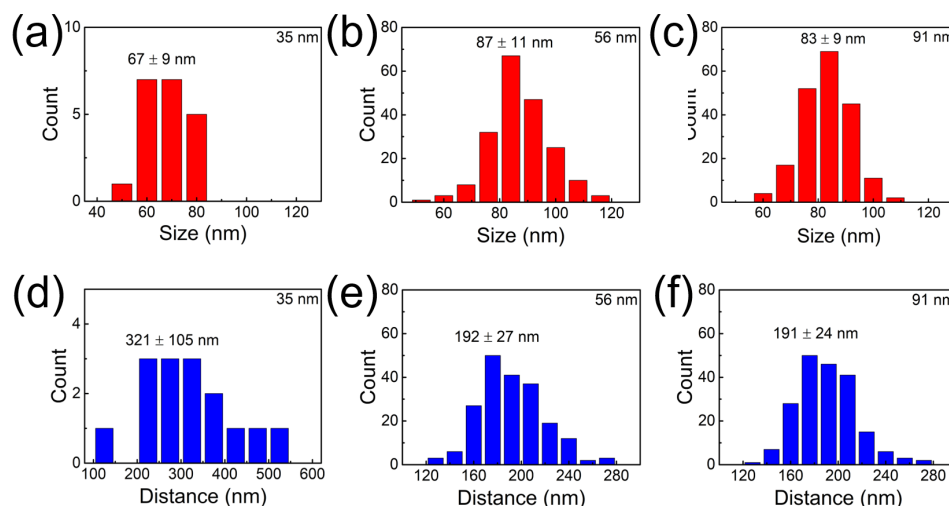 (a)
10
5
0
Count
67 ± 9 nm
35 nm
40 60 80 100 120
Size (nm)
(b)
80
60
40
20
0
Count
87 ± 11 nm
56 nm
60 80 100 120
Size (nm)
(c)
80
60
40
20
0
Count
83 ± 9 nm
91 nm
60 80 100 120
Size (nm)
(d)
4
2
0
Count
321 ± 105 nm
35 nm
100 200 300 400 500 600
Distance (nm)
(e)
80
60
40
20
0
Count
192 ± 27 nm
56 nm
120 160 200 240 280
Distance (nm)
(f)
80
60
40
20
0
Count
191 ± 24 nm
91 nm
120 160 200 240 280
Distance (nm)